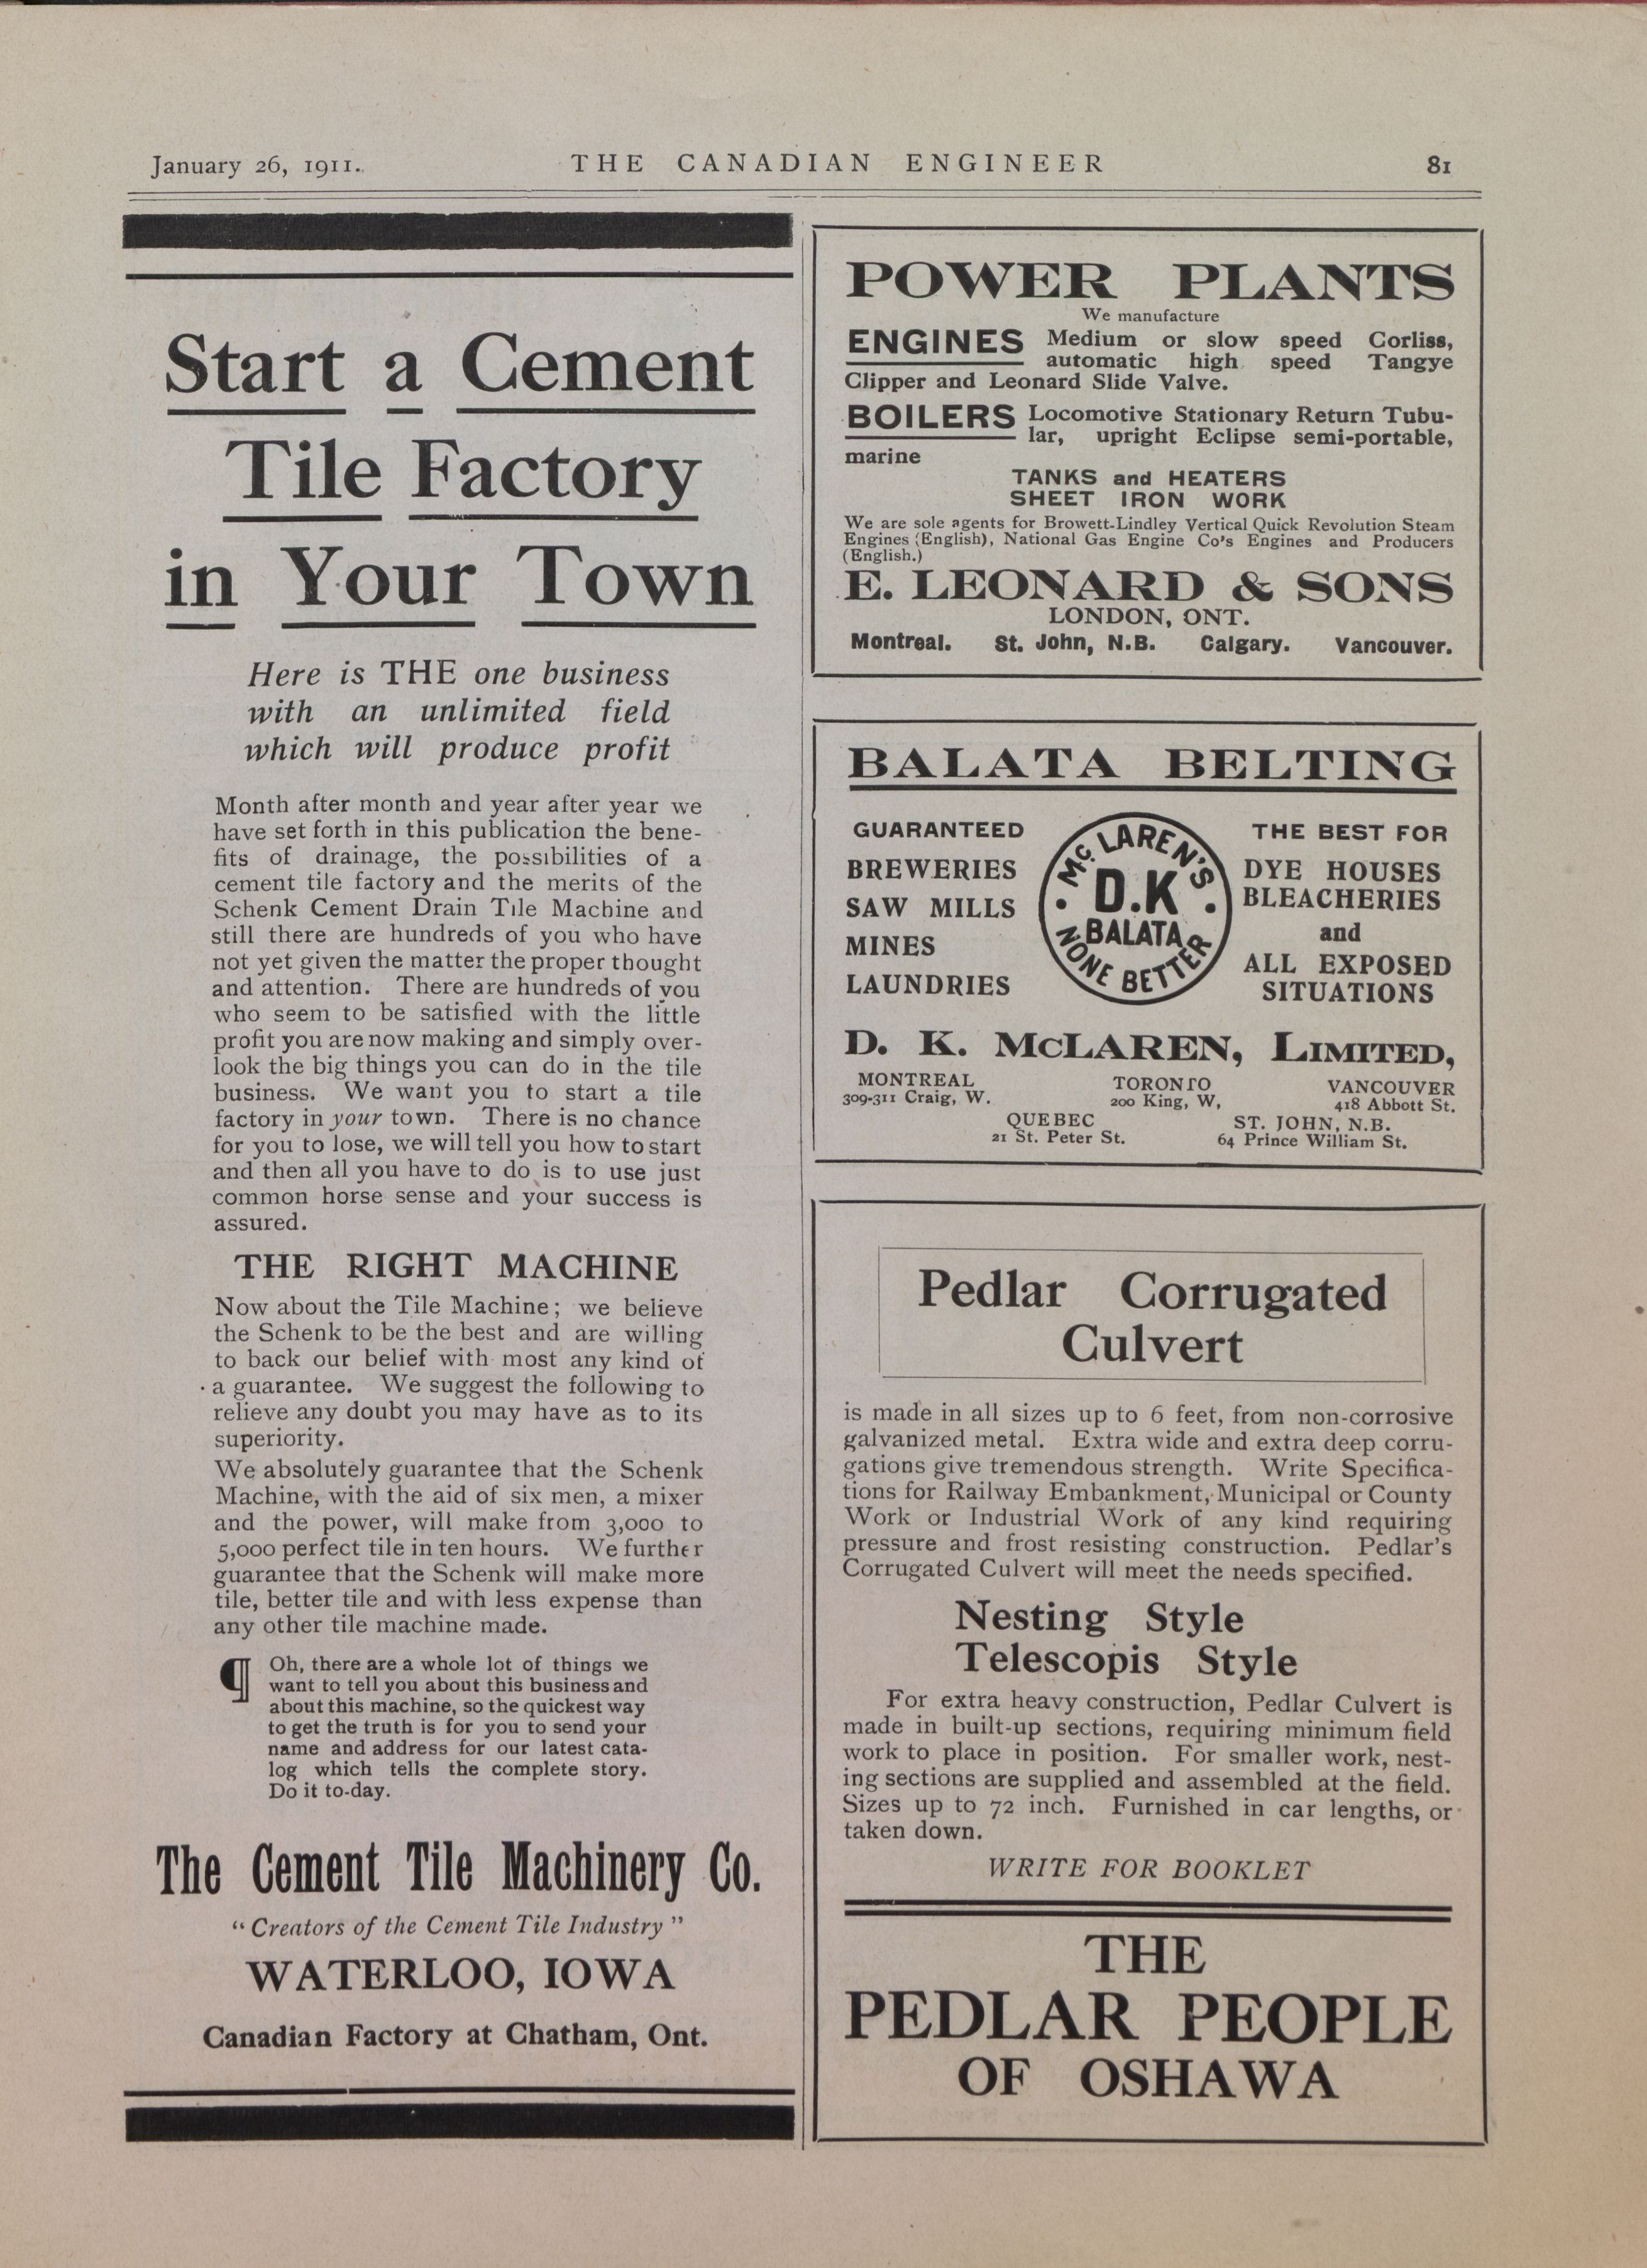 January 26, 1911.
THE CANADIAN ENGINEER
81
Start a Cement
Tile Factory
in Your Town
Here is THE one business
with an unlimited field
which will produce profit
Month after month and year after year we
have set forth in this publication the bene-
fits of drainage, the possibilities of a
cement tile factory and the merits of the
Schenk Cement Drain Tile Machine and
still there are hundreds of you who have
not yet given the matter the proper thought
and attention. There are hundreds of you
who seem to be satisfied with the little
profit you are now making and simply over-
look the big things you can do in the tile
business. We want you to start a tile
factory in your town. There is no chance
for you to lose, we will tell you how to start
and then all you have to do is to use just
common horse sense and your success is
assured.
THE RIGHT MACHINE
Now about the Tile Machine; we believe
the Schenk to be the best and are willing
to back our belief with most any kind of
a guarantee. We suggest the following to
relieve any doubt you may have as to its
superiority.
We absolutely guarantee that the Schenk
Machine, with the aid of six men, a mixer
and the power, will make from 3,000 to
5,000 perfect tile in ten hours. We further
guarantee that the Schenk will make more
tile, better tile and with less expense than
any other tile machine made.
¶ Oh, there are a whole lot of things we
want to tell you about this business and
about this machine, so the quickest way
to get the truth is for you to send your
name and address for our latest cata-
log which tells the complete story.
Do it to-day.
The Cement Tile Machinery Co.
"Creators of the Cement Tile Industry"
WATERLOO, IOWA
Canadian Factory at Chatham, Ont.
POWER PLANTS
We manufacture
ENGINES Medium or slow speed Corliss,
automatic high speed Tangye
Clipper and Leonard Slide Valve.
BOILERS Locomotive Stationary Return Tubu-
lar, upright Eclipse semi-portable,
marine
TANKS and HEATERS
SHEET IRON WORK
We are sole agents for Browett-Lindley Vertical Quick Revolution Steam
Engines (English), National Gas Engine Co's Engines and Producers
(English.)
E. LEONARD & SONS
LONDON, ONT.
Montreal. St. John, N.B. Calgary. Vancouver.
BALATA BELTING
GUARANTEED
BREWERIES
SAW MILLS
MINES
LAUNDRIES
McLAREN'S
D.K
BALATA
NONE BETTER
THE BEST FOR
DYE HOUSES
BLEACHERIES
and
ALL EXPOSED
SITUATIONS
D. K. McLAREN, LIMITED,
MONTREAL TORONTO VANCOUVER
309-311 Craig, W. 200 King, W, 418 Abbott St.
QUEBEC ST. JOHN, N.B.
21 St. Peter St. 64 Prince William St.
Pedlar Corrugated
Culvert
is made in all sizes up to 6 feet, from non-corrosive
galvanized metal. Extra wide and extra deep corru-
gations give tremendous strength. Write Specifica-
tions for Railway Embankment, Municipal or County
Work or Industrial Work of any kind requiring
pressure and frost resisting construction. Pedlar's
Corrugated Culvert will meet the needs specified.
Nesting Style
Telescopis Style
For extra heavy construction, Pedlar Culvert is
made in built-up sections, requiring minimum field
work to place in position. For smaller work, nest-
ing sections are supplied and assembled at the field.
Sizes up to 72 inch. Furnished in car lengths, or
taken down.
WRITE FOR BOOKLET
THE
PEDLAR PEOPLE
OF OSHAWA